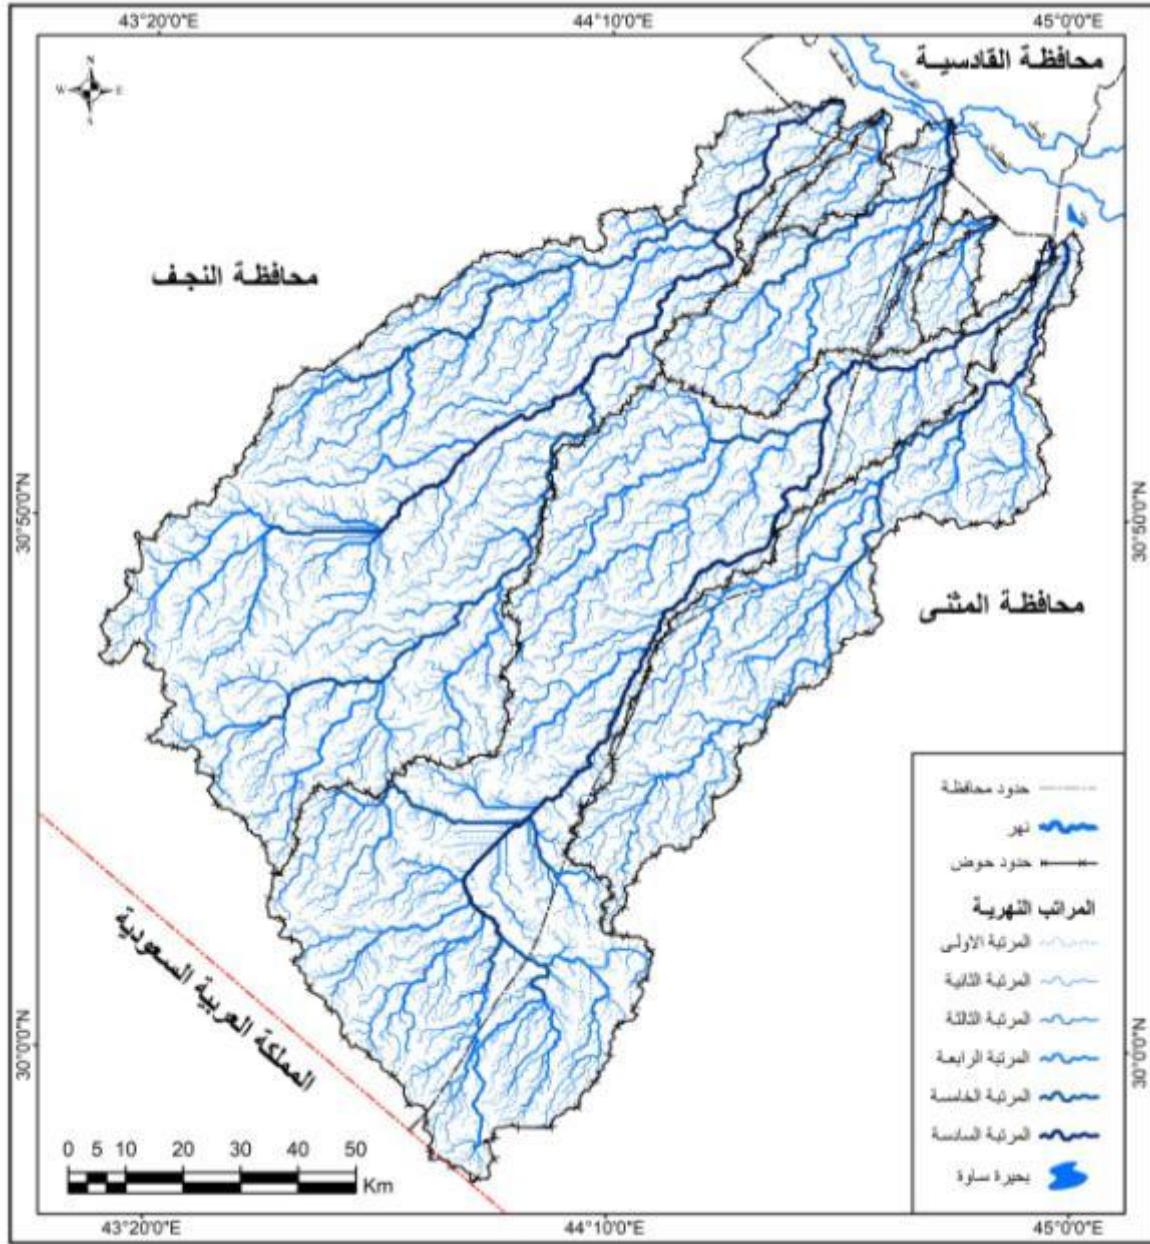 43°20'0"E 44°10'0"E 45°0'0"E
محافظة القادسية
N
W E
S
محافظة النجف
30°50'0"N 30°50'0"N
محافظة المثنى
المملكة العربية السعودية
حدود محافظة
نهر
حدود حوض
المراتب النهرية
المرتبة الاولى
المرتبة الثانية
المرتبة الثالثة
المرتبة الرابعة
المرتبة الخامسة
المرتبة السادسة
بحيرة ساوة
30°0'0"N 30°0'0"N
0 5 10 20 30 40 50
Km
43°20'0"E 44°10'0"E 45°0'0"E